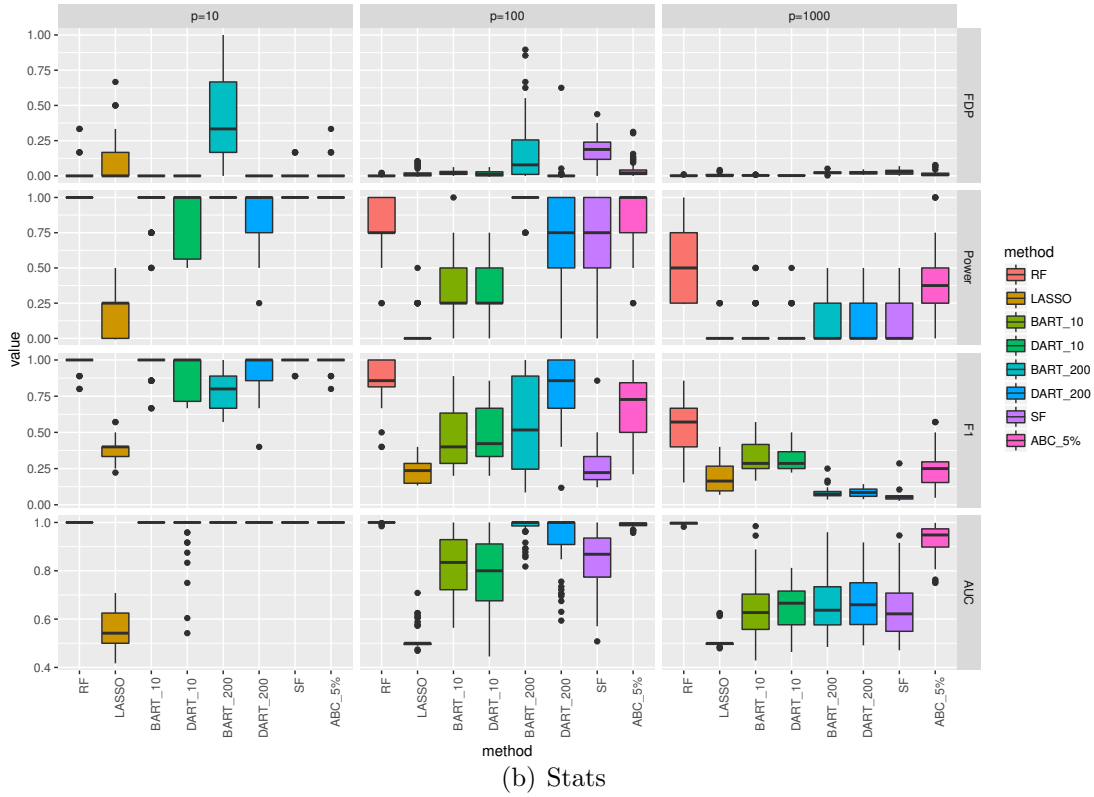 p=10 p=100 p=1000
1.00
0.75
0.50
0.25
0.00
FDP
1.00
0.75
0.50
0.25
0.00
Power
1.00
0.75
0.50
0.25
0.00
F1
1.0
0.8
0.6
0.4
AUC
value
RF LASSO BART_10 DART_10 BART_200 DART_200 SF ABC_5% RF LASSO BART_10 DART_10 BART_200 DART_200 SF ABC_5% RF LASSO BART_10 DART_10 BART_200 DART_200 SF ABC_5%
method
method
RF
LASSO
BART_10
DART_10
BART_200
DART_200
SF
ABC_5%
(b) Stats